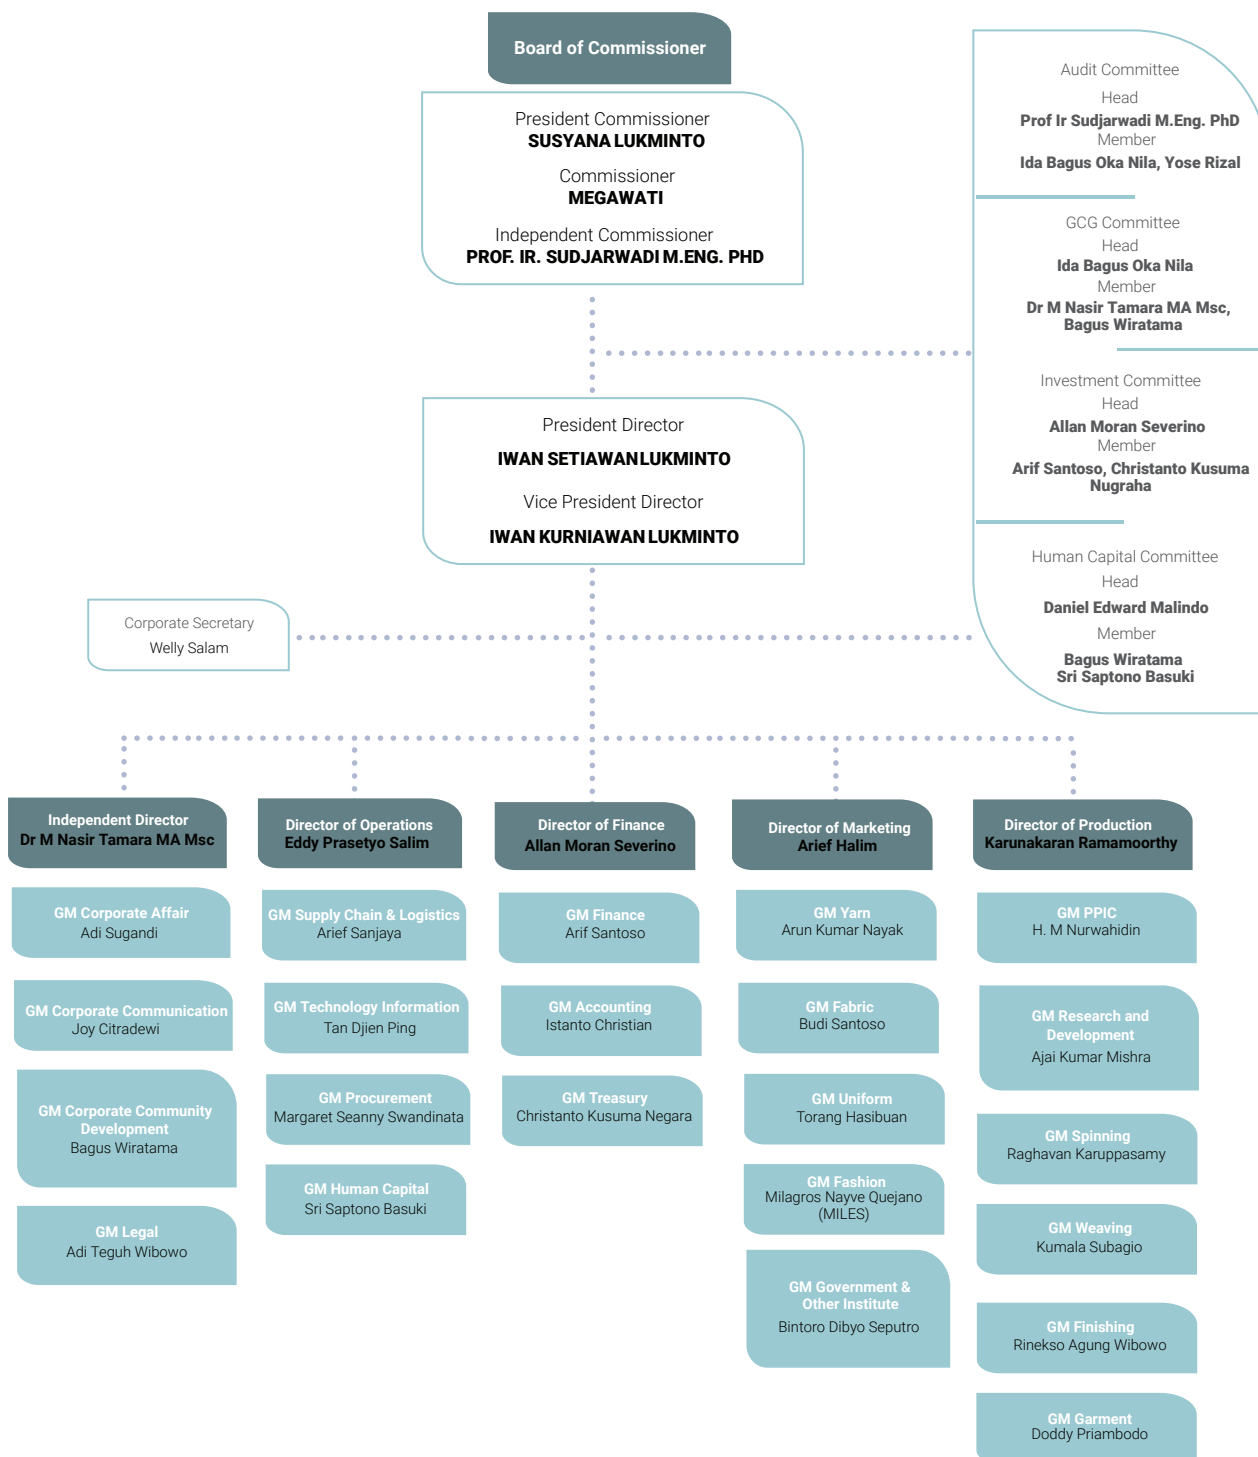 Board of Commissioner
President Commissioner
SUSYANA LUKMINTO
Commissioner
MEGAWATI
Independent Commissioner
PROF. IR. SUDJARWADI M.ENG. PHD
Audit Committee
Head
Prof Ir Sudjarwadi M.Eng. PhD
Member
Ida Bagus Oka Nila, Yose Rizal
GCG Committee
Head
Ida Bagus Oka Nila
Member
Dr M Nasir Tamara MA Msc,
Bagus Wiratama
Investment Committee
Head
Allan Moran Severino
Member
Arif Santoso, Christanto Kusuma
Nugraha
Human Capital Committee
Head
Daniel Edward Malindo
Member
Bagus Wiratama
Sri Saptono Basuki
President Director
IWAN SETIAWAN LUKMINTO
Vice President Director
IWAN KURNIAWAN LUKMINTO
Corporate Secretary
Welly Salam
Independent Director
Dr M Nasir Tamara MA Msc
GM Corporate Affair
Adi Sugandi
GM Corporate Communication
Joy Citradewi
GM Corporate Community
Development
Bagus Wiratama
GM Legal
Adi Teguh Wibowo
Director of Operations
Eddy Prasetyo Salim
GM Supply Chain & Logistics
Arief Sanjaya
GM Technology Information
Tan Djien Ping
GM Procurement
Margaret Seanny Swandinata
GM Human Capital
Sri Saptono Basuki
Director of Finance
Allan Moran Severino
GM Finance
Arif Santoso
GM Accounting
Istanto Christian
GM Treasury
Christanto Kusuma Negara
Director of Marketing
Arief Halim
GM Yarn
Arun Kumar Nayak
GM Fabric
Budi Santoso
GM Uniform
Torang Hasibuan
GM Fashion
Milagros Nayve Quejano
(MILES)
GM Government &
Other Institute
Bintoro Dibyo Seputro
Director of Production
Karunakaran Ramamoorthy
GM PPIC
H. M Nurwahidin
GM Research and
Development
Ajai Kumar Mishra
GM Spinning
Raghavan Karuppasamy
GM Weaving
Kumala Subagio
GM Finishing
Rinekso Agung Wibowo
GM Garment
Doddy Priambodo